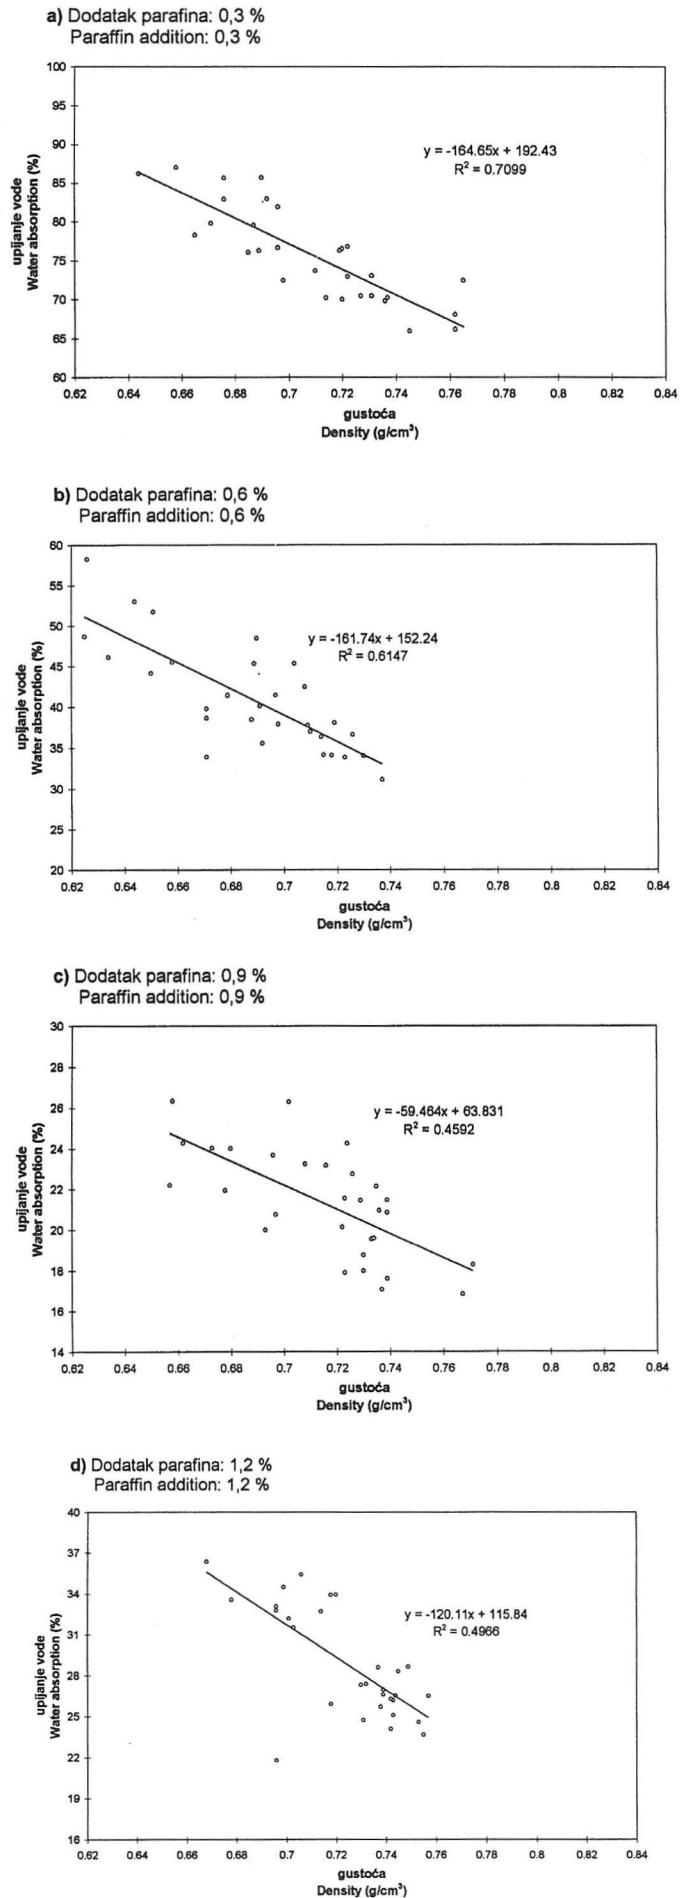 a) Dodatak parafina: 0,3 %
Paraffin addition: 0,3 %
100
95
90
85
80
75
70
65
60
upijanje vode
Water absorption (%)
y = -164.65x + 192.43
R² = 0.7099
0.62 0.64 0.66 0.68 0.7 0.72 0.74 0.76 0.78 0.8 0.82 0.84
gustoća
Density (g/cm³)
b) Dodatak parafina: 0,6 %
Paraffin addition: 0,6 %
60
55
50
45
40
35
30
25
20
upijanje vode
Water absorption (%)
y = -161.74x + 152.24
R² = 0.6147
0.62 0.64 0.66 0.68 0.7 0.72 0.74 0.76 0.78 0.8 0.82 0.84
gustoća
Density (g/cm³)
c) Dodatak parafina: 0,9 %
Paraffin addition: 0,9 %
30
28
26
24
22
20
18
16
14
upijanje vode
Water absorption (%)
y = -59.464x + 63.831
R² = 0.4592
0.62 0.64 0.66 0.68 0.7 0.72 0.74 0.76 0.78 0.8 0.82 0.84
gustoća
Density (g/cm³)
d) Dodatak parafina: 1,2 %
Paraffin addition: 1,2 %
40
37
34
31
28
25
22
19
16
upijanje vode
Water absorption (%)
y = -120.11x + 115.84
R² = 0.4966
0.62 0.64 0.66 0.68 0.7 0.72 0.74 0.76 0.78 0.8 0.82 0.84
gustoća
Density (g/cm³)